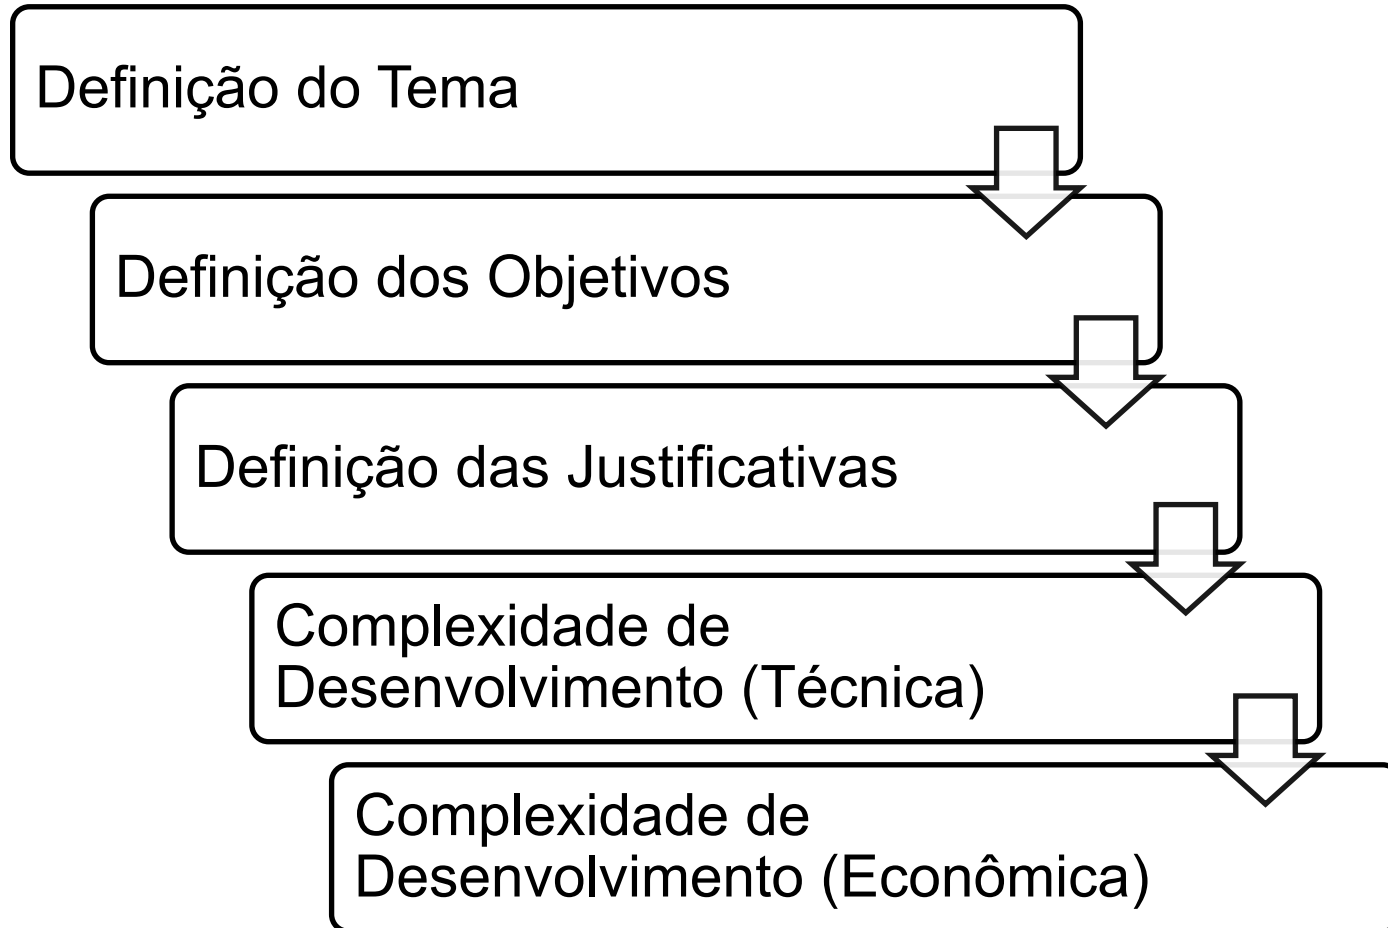 Definição do Tema
Definição dos Objetivos
Definição das Justificativas
Complexidade de
Desenvolvimento (Técnica)
Complexidade de
Desenvolvimento (Econômica)